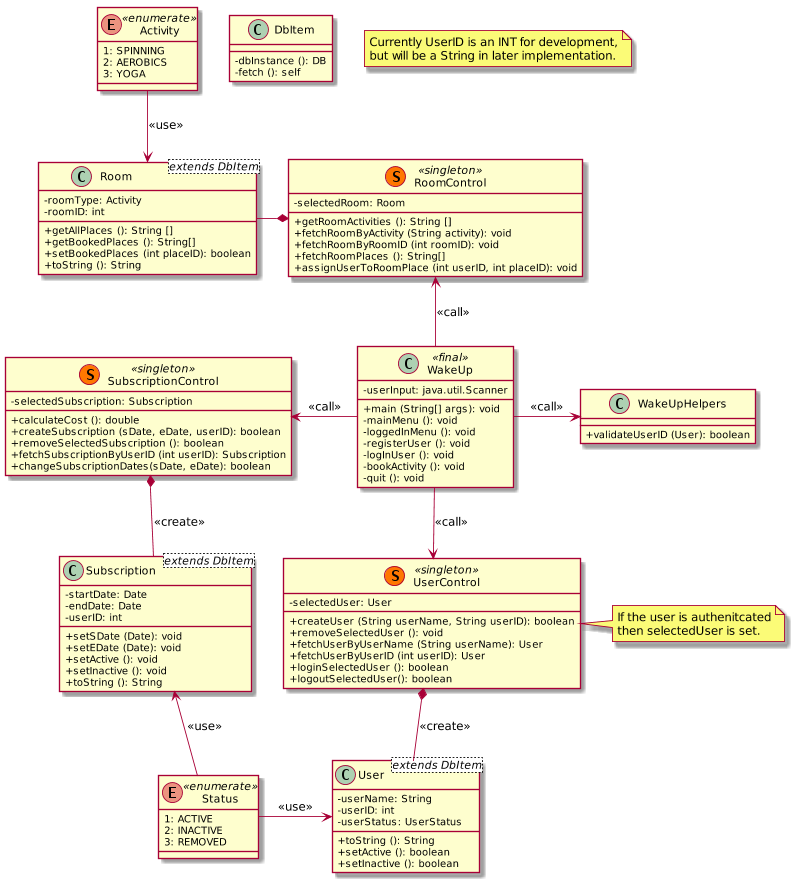 E «enumerate»
Activity
1: SPINNING
2: AEROBICS
3: YOGA
C DbItem
-dbInstance (): DB
-fetch (): self
Currently UserID is an INT for development,
but will be a String in later implementation.
«use»
C Room
extends DbItem
-roomType: Activity
-roomID: int
+getAllPlaces (): String []
+getBookedPlaces (): String[]
+setBookedPlaces (int placeID): boolean
+toString (): String
S «singleton»
RoomControl
-selectedRoom: Room
+getRoomActivities (): String []
+fetchRoomByActivity (String activity): void
+fetchRoomByRoomID (int roomID): void
+fetchRoomPlaces (): String[]
+assignUserToRoomPlace (int userID, int placeID): void
«call»
S «singleton»
SubscriptionControl
-selectedSubscription: Subscription
+calculateCost (): double
+createSubscription (sDate, eDate, userID): boolean
+removeSelectedSubscription (): boolean
+fetchSubscriptionByUserID (int userID): Subscription
+changeSubscriptionDates(sDate, eDate): boolean
«call»
C «final»
WakeUp
-userInput: java.util.Scanner
+main (String[] args): void
-mainMenu (): void
-loggedInMenu (): void
-registerUser (): void
-logInUser (): void
-bookActivity (): void
-quit (): void
«call»
C WakeUpHelpers
+validateUserID (User): boolean
«create»
«call»
C Subscription
extends DbItem
-startDate: Date
-endDate: Date
-userID: int
+setSDate (Date): void
+setEDate (Date): void
+setActive (): void
+setInactive (): void
+toString (): String
S «singleton»
UserControl
-selectedUser: User
+createUser (String userName, String userID): boolean
+removeSelectedUser (): void
+fetchUserByUserName (String userName): User
+fetchUserByUserID (int userID): User
+loginSelectedUser (): boolean
+logoutSelectedUser(): boolean
If the user is authenitcated
then selectedUser is set.
«use»
«create»
E «enumerate»
Status
1: ACTIVE
2: INACTIVE
3: REMOVED
«use»
C User
extends DbItem
-userName: String
-userID: int
-userStatus: UserStatus
+toString (): String
+setActive (): boolean
+setInactive (): boolean